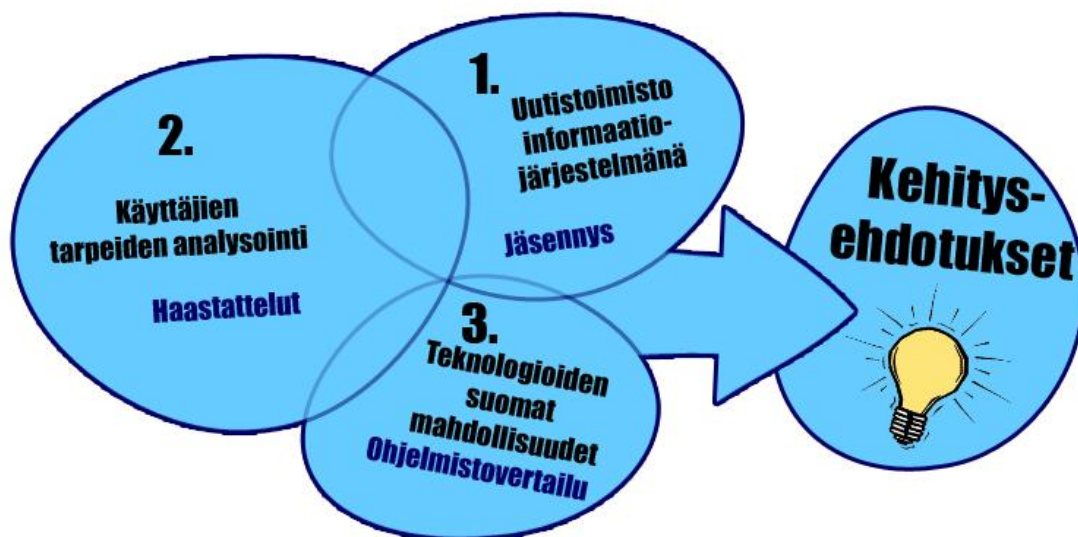 1.
Uutistoimisto
informaatio-
järjestelmänä
Jäsennys
2.
Käyttäjien
tarpeiden analysointi
Haastattelut
3.
Teknologioiden
suomat
mahdollisuudet
Ohjelmistovertailu
Kehitys-
ehdotukset